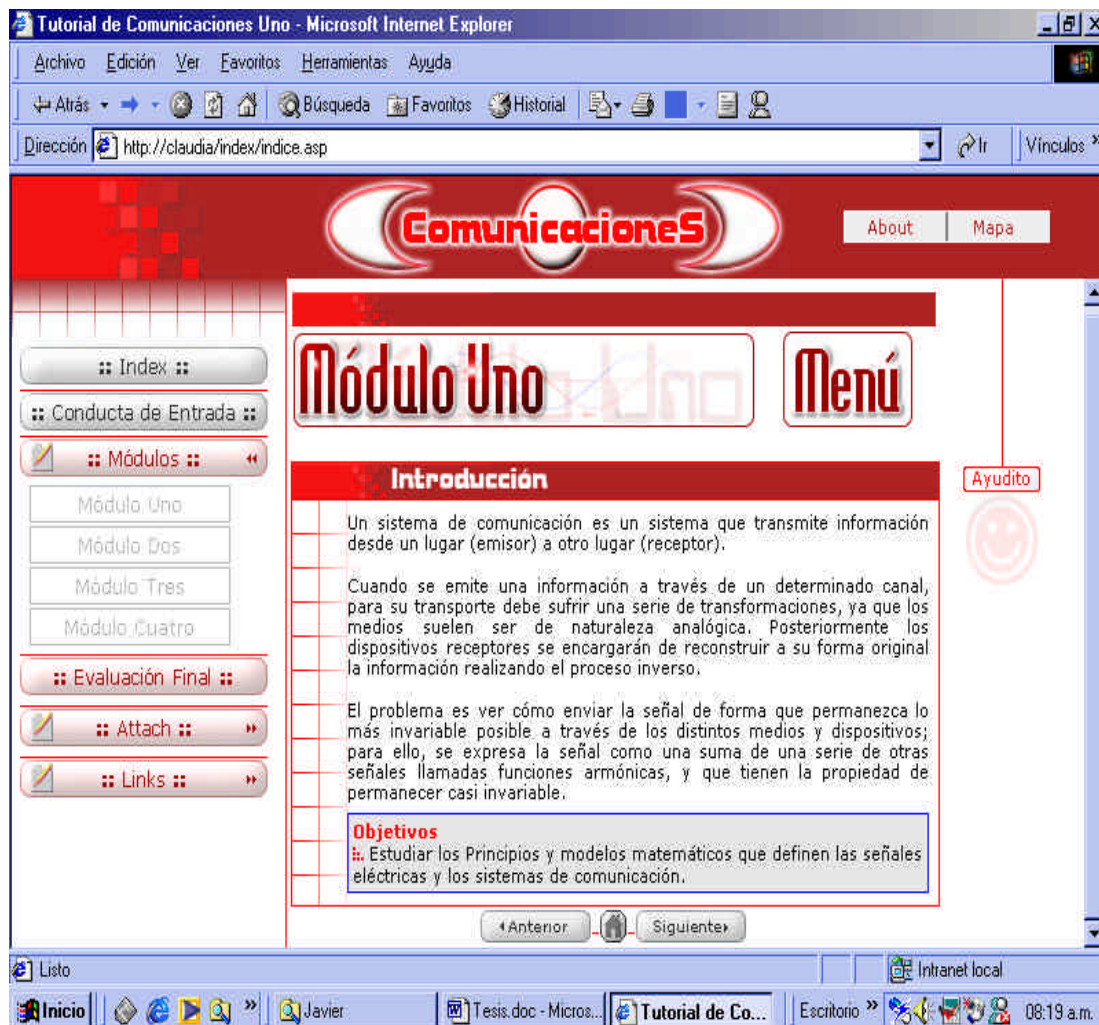 Tutorial de Comunicaciones Uno - Microsoft Internet Explorer
Archivo Edición Ver Favoritos Herramientas Ayuda
Atrás Búsqueda Favoritos Historial
Dirección http://claudia/index/indice.asp Ir Vínculos »
ComunicacioneS
About Mapa
:: Index ::
:: Conducta de Entrada ::
:: Módulos ::
Módulo Uno
Módulo Dos
Módulo Tres
Módulo Cuatro
:: Evaluación Final ::
:: Attach ::
:: Links ::
Módulo Uno
Menú
Introducción
Un sistema de comunicación es un sistema que transmite información
desde un lugar (emisor) a otro lugar (receptor).
Cuando se emite una información a través de un determinado canal,
para su transporte debe sufrir una serie de transformaciones, ya que los
medios suelen ser de naturaleza analógica. Posteriormente los
dispositivos receptores se encargarán de reconstruir a su forma original
la información realizando el proceso inverso.
El problema es ver cómo enviar la señal de forma que permanezca lo
más invariable posible a través de los distintos medios y dispositivos;
para ello, se expresa la señal como una suma de una serie de otras
señales llamadas funciones armónicas, y que tienen la propiedad de
permanecer casi invariable.
Objetivos
Estudiar los Principios y modelos matemáticos que definen las señales
eléctricas y los sistemas de comunicación.
Anterior Siguiente
Ayudito
Listo Intranet local
Inicio » Javier Tesis.doc - Micros... Tutorial de Co... Escritorio » 08:19 a.m.